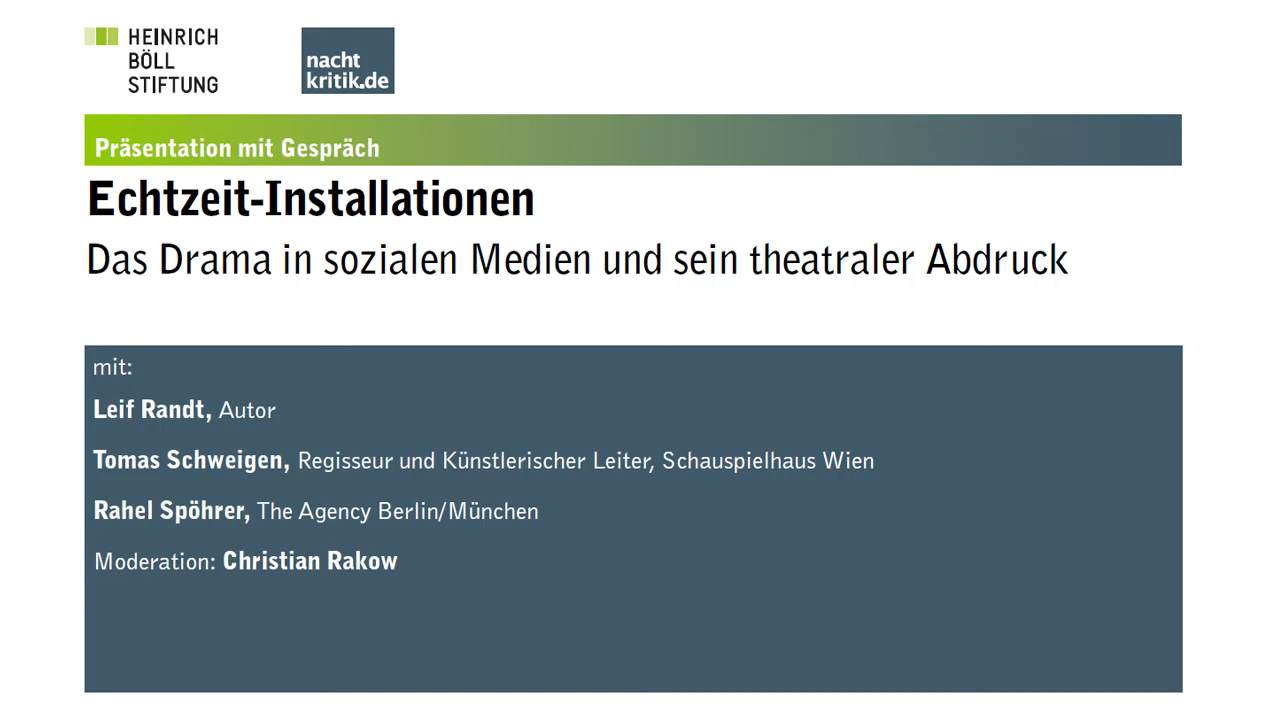 HEINRICH
BÖLL
STIFTUNG
nacht
kritik.de
Präsentation mit Gespräch
Echtzeit-Installationen
Das Drama in sozialen Medien und sein theatraler Abdruck
mit:
Leif Randt, Autor
Tomas Schweigen, Regisseur und Künstlerischer Leiter, Schauspielhaus Wien
Rahel Spöhrer, The Agency Berlin/München
Moderation: Christian Rakow